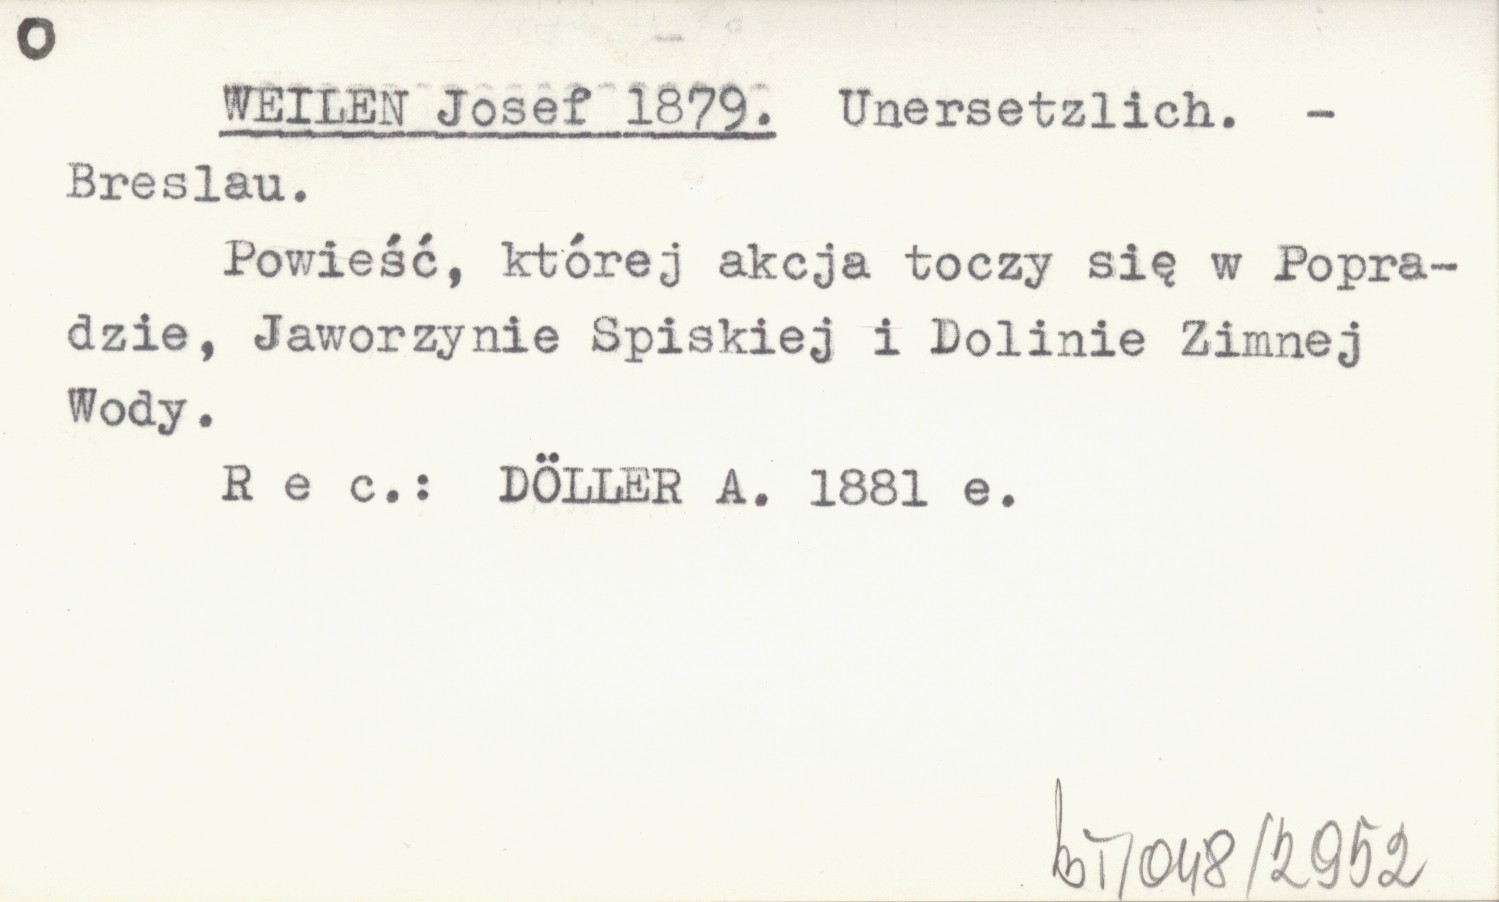 O
WEILEN Josef 1879. Unersetzlich. -
Breslau.
Powieść, której akcja toczy się w Popra-
dzie, Jaworzynie Spiskiej i Dolinie Zimnej
Wody.
R e c.: DÖLLER A. 1881 e.
bT/048/2952